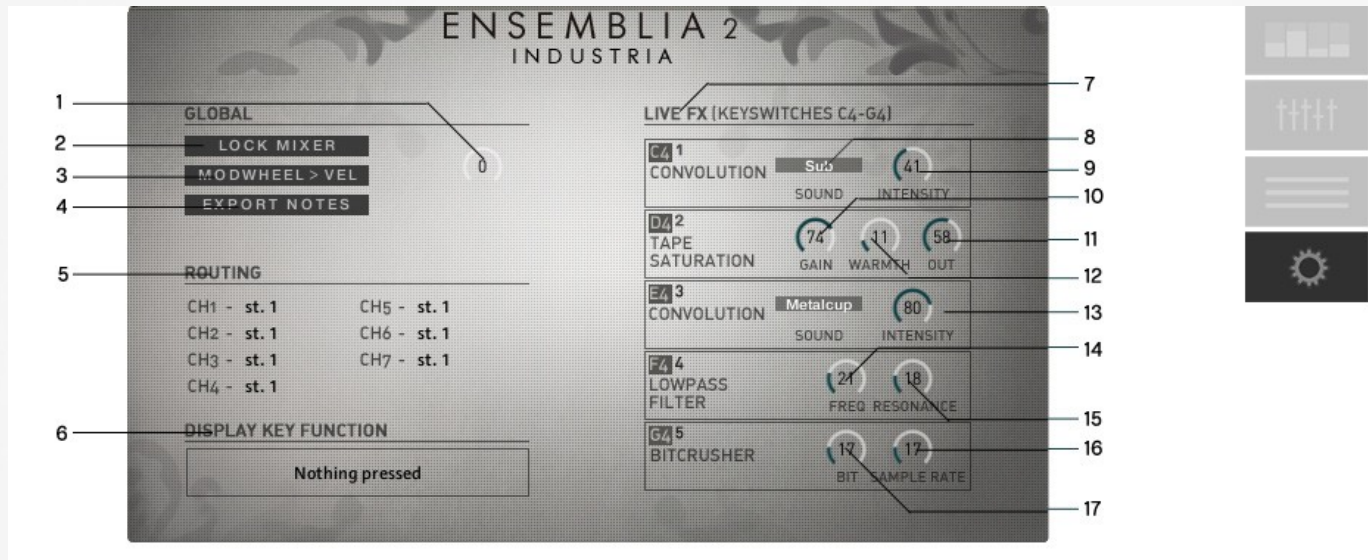 ENSEMBLIA 2
INDUSTRIA
1
GLOBAL
2
LOCK MIXER
0
3
MODWHEEL > VEL
4
EXPORT NOTES
5
ROUTING
CH1 - st. 1
CH5 - st. 1
CH2 - st. 1
CH6 - st. 1
CH3 - st. 1
CH7 - st. 1
CH4 - st. 1
6
DISPLAY KEY FUNCTION
Nothing pressed
7
LIVE FX (KEYSWITCHES C4-G4)
8
C4 1
CONVOLUTION
Sub
SOUND
41
INTENSITY
9
10
D4 2
TAPE
SATURATION
74
GAIN
11
WARMTH
58
OUT
11
12
E4 3
CONVOLUTION
Metalcup
SOUND
80
INTENSITY
13
14
F4 4
LOWPASS
FILTER
21
FREQ
18
RESONANCE
15
G4 5
BITCRUSHER
17
BIT
17
SAMPLE RATE
16
17